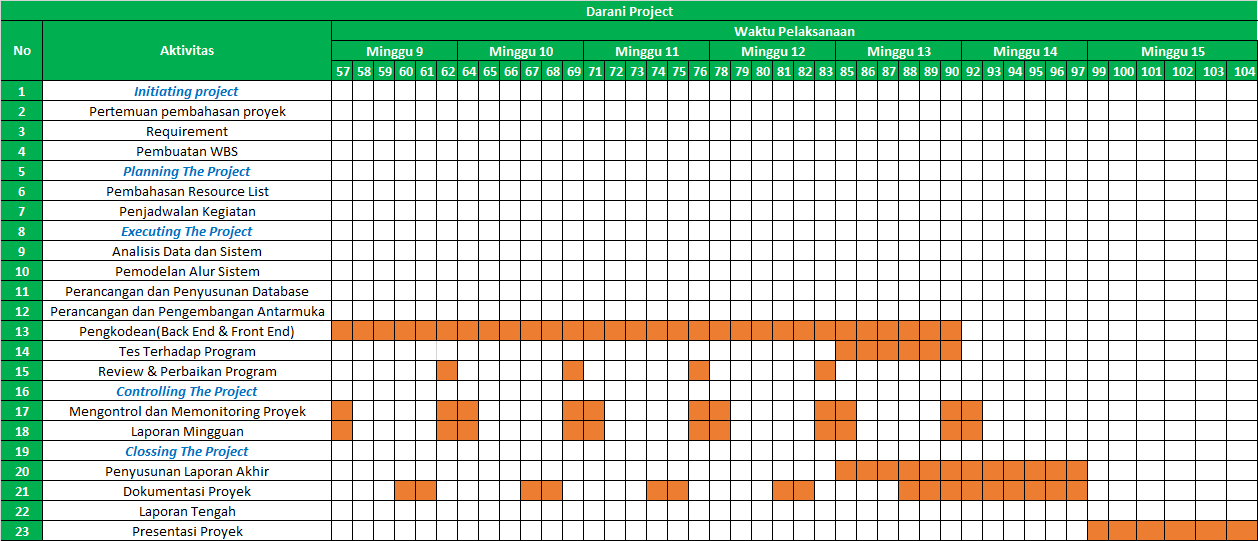 Darani Project
No Aktivitas Waktu Pelaksanaan
Minggu 9 Minggu 10 Minggu 11 Minggu 12 Minggu 13 Minggu 14 Minggu 15
57 58 59 60 61 62 64 65 66 67 68 69 71 72 73 74 75 76 78 79 80 81 82 83 85 86 87 88 89 90 92 93 94 95 96 97 99 100 101 102 103 104
1 Initiating project
2 Pertemuan pembahasan proyek
3 Requirement
4 Pembuatan WBS
5 Planning The Project
6 Pembahasan Resource List
7 Penjadwalan Kegiatan
8 Executing The Project
9 Analisis Data dan Sistem
10 Pemodelan Alur Sistem
11 Perancangan dan Penyusunan Database
12 Perancangan dan Pengembangan Antarmuka
13 Pengkodean(Back End & Front End)
14 Tes Terhadap Program
15 Review & Perbaikan Program
16 Controlling The Project
17 Mengontrol dan Memonitoring Proyek
18 Laporan Mingguan
19 Clossing The Project
20 Penyusunan Laporan Akhir
21 Dokumentasi Proyek
22 Laporan Tengah
23 Presentasi Proyek